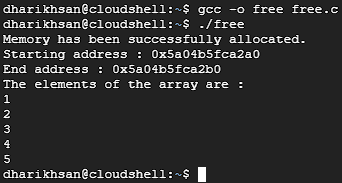 dharikhsan@cloudshell:~$ gcc -o free free.c
dharikhsan@cloudshell:~$ ./free
Memory has been successfully allocated.
Starting address : 0x5a04b5fca2a0
End address : 0x5a04b5fca2b0
The elements of the array are :
1
2
3
4
5
dharikhsan@cloudshell:~$